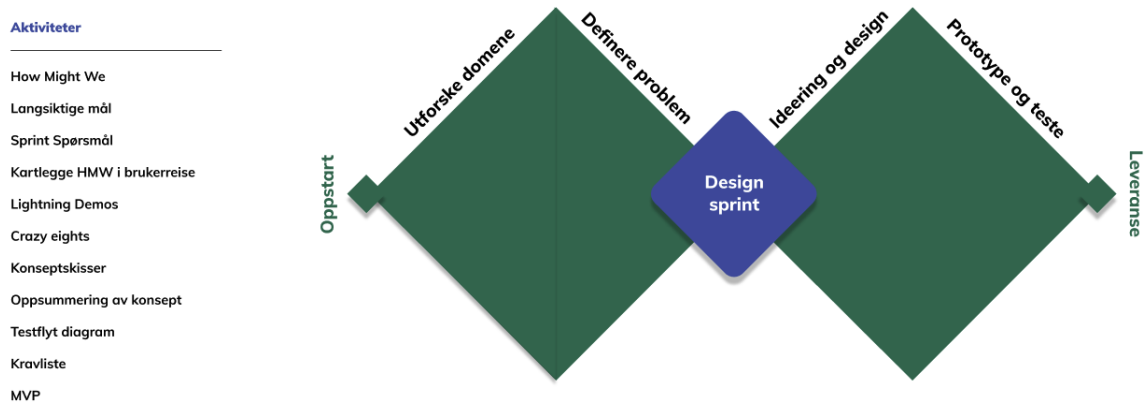 Aktiviteter
How Might We
Langsiktige mål
Sprint Spørsmål
Kartlegge HMW i brukerreise
Lightning Demos
Crazy eights
Konseptskisser
Oppsummering av konsept
Testflyt diagram
Kravliste
MVP
Oppstart
Utforske domene
Definere problem
Design
sprint
Ideering og design
Prototype og teste
Leveranse